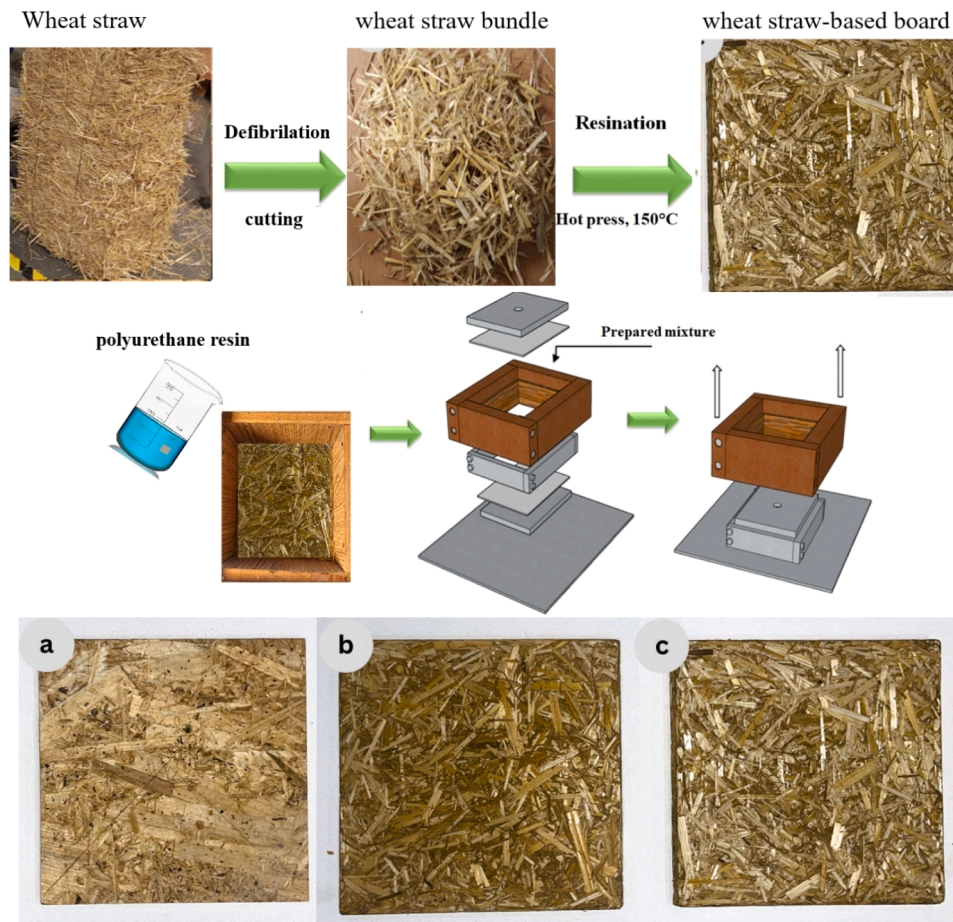 Wheat straw
wheat straw bundle
wheat straw-based board
Defibrilation
cutting
Resination
Hot press, 150°C
polyurethane resin
Prepared mixture
a
b
c